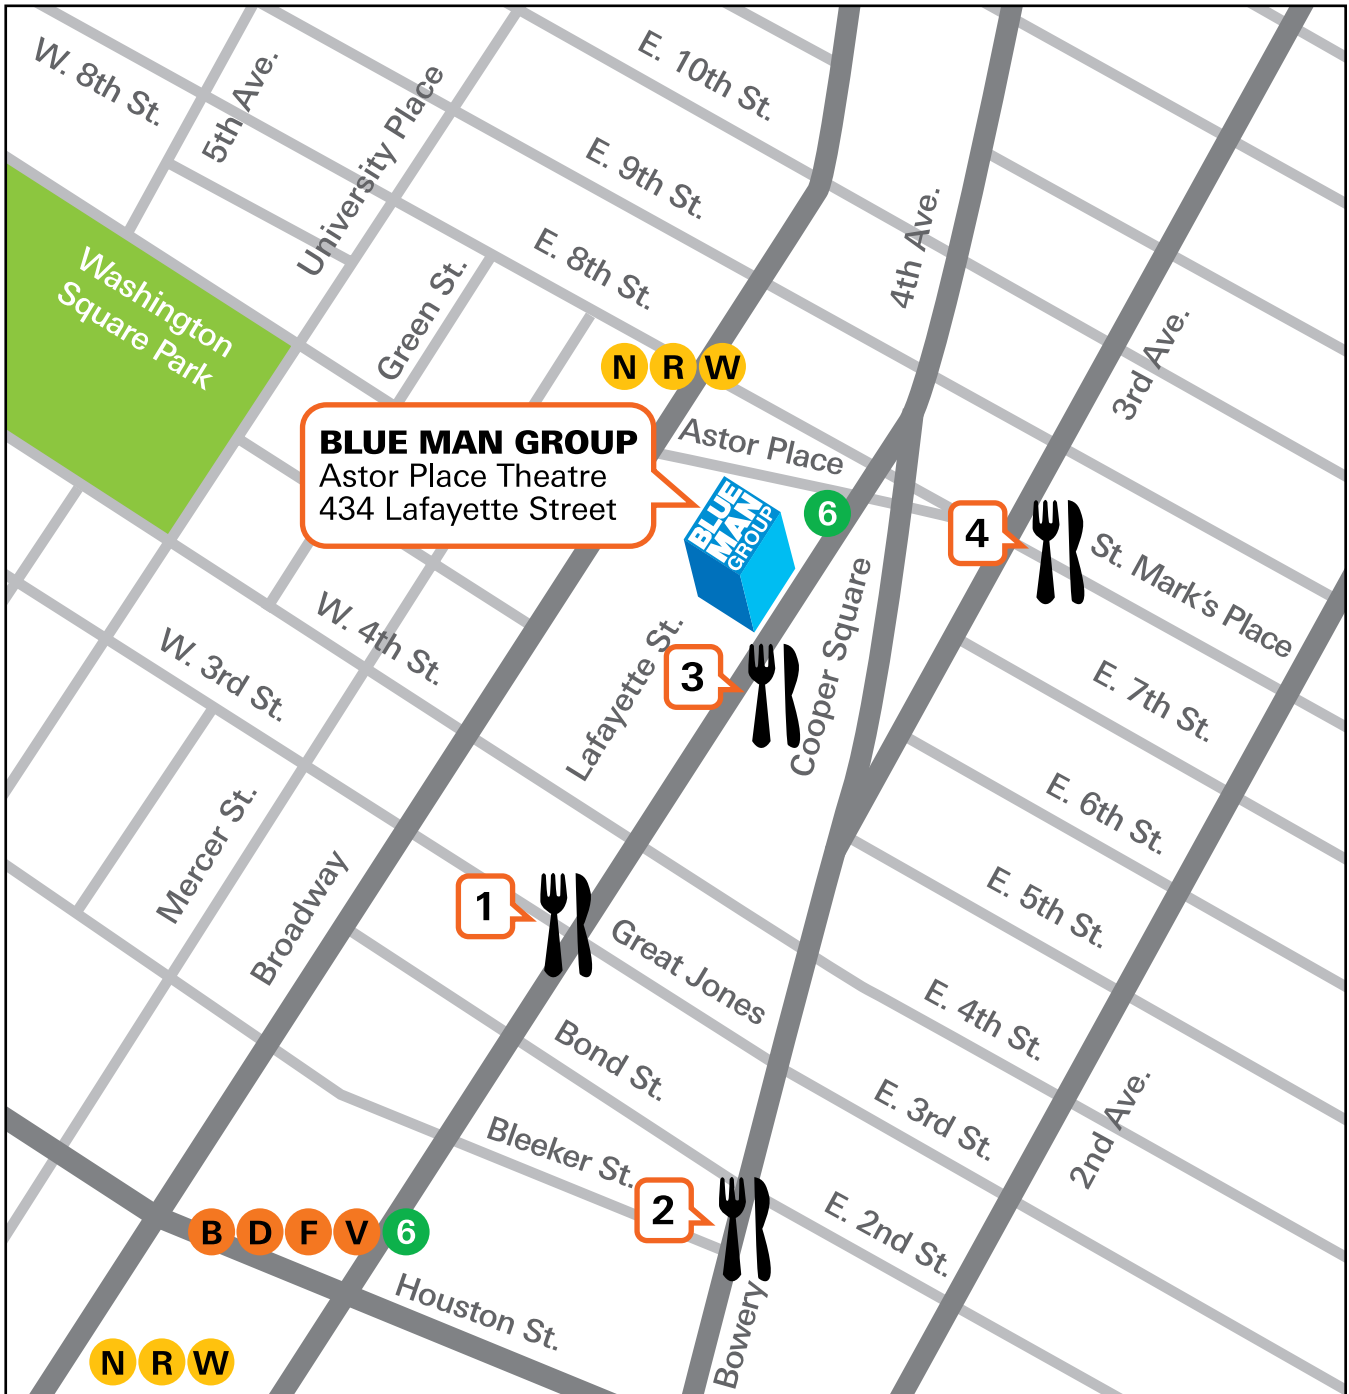 W. 8th St.
5th Ave.
University Place
E. 10th St.
E. 9th St.
E. 8th St.
4th Ave.
3rd Ave.
Washington
Square Park
Green St.
N R W
BLUE MAN GROUP
Astor Place Theatre
434 Lafayette Street
Astor Place
BLUE
MAN
GROUP
6
4
St. Mark's Place
W. 4th St.
W. 3rd St.
Lafayette St.
3
Cooper Square
E. 7th St.
E. 6th St.
Mercer St.
Broadway
1
Great Jones
E. 5th St.
E. 4th St.
Bond St.
E. 3rd St.
2nd Ave.
Bleeker St.
2
E. 2nd St.
B D F V 6
Houston St.
Bowery
N R W